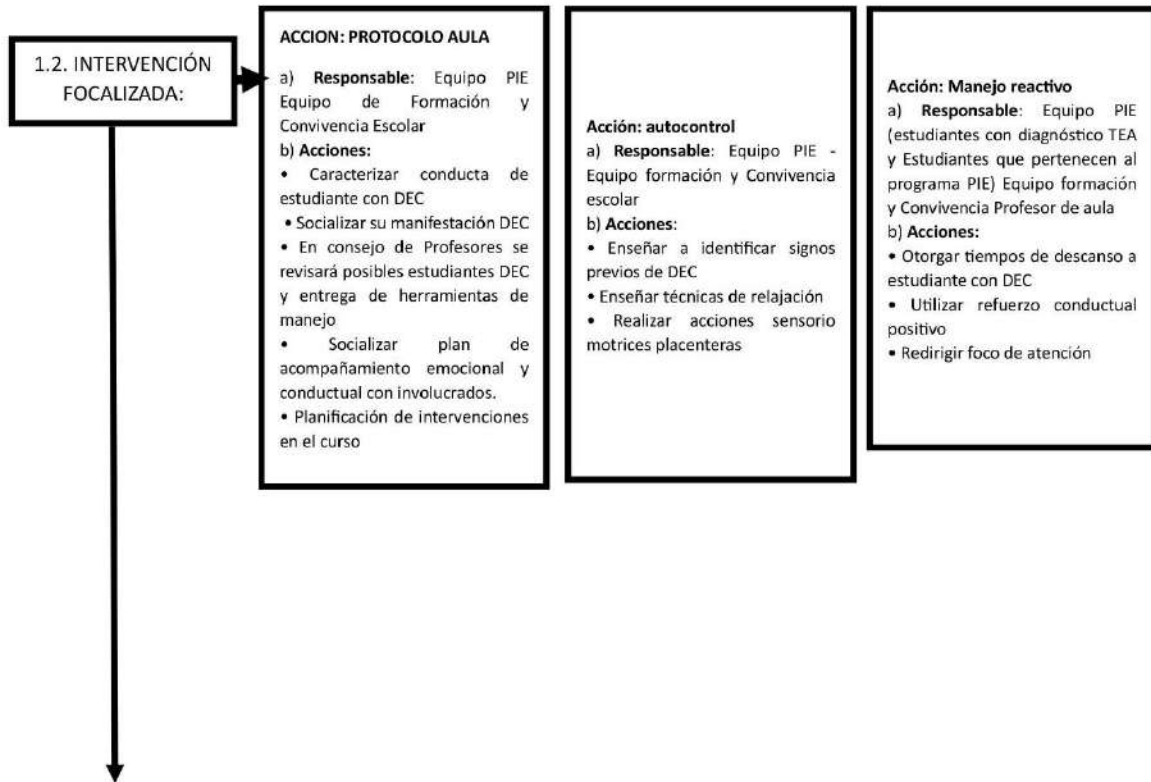 1.2. INTERVENCIÓN
FOCALIZADA:
ACCION: PROTOCOLO AULA
a) Responsable: Equipo PIE
Equipo de Formación y
Convivencia Escolar
b) Acciones:
• Caracterizar conducta de
estudiante con DEC
• Socializar su manifestación DEC
• En consejo de Profesores se
revisará posibles estudiantes DEC
y entrega de herramientas de
manejo
• Socializar plan de
acompañamiento emocional y
conductual con involucrados.
• Planificación de intervenciones
en el curso
Acción: autocontrol
a) Responsable: Equipo PIE -
Equipo formación y Convivencia
escolar
b) Acciones:
• Enseñar a identificar signos
previos de DEC
• Enseñar técnicas de relajación
• Realizar acciones sensorio
motrices placenteras
Acción: Manejo reactivo
a) Responsable: Equipo PIE
(estudiantes con diagnóstico TEA
y Estudiantes que pertenecen al
programa PIE) Equipo formación
y Convivencia Profesor de aula
b) Acciones:
• Otorgar tiempos de descanso a
estudiante con DEC
• Utilizar refuerzo conductual
positivo
• Redirigir foco de atención